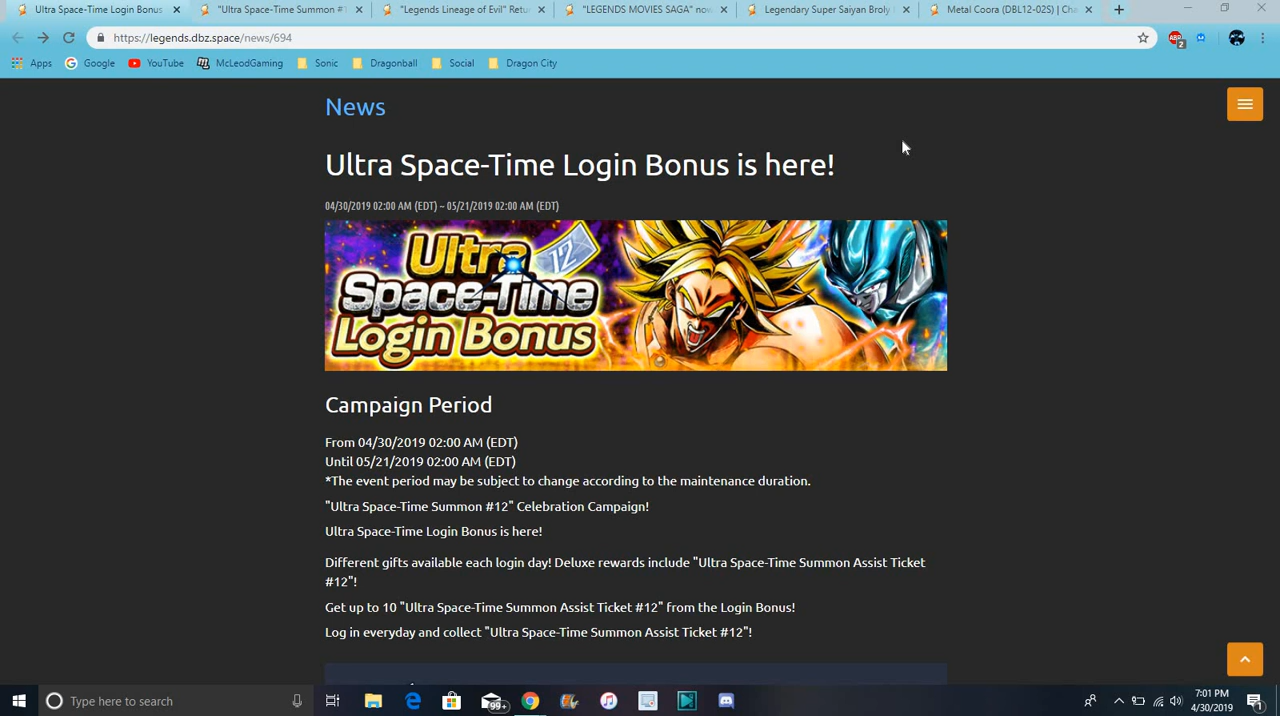 Ultra Space-Time Login Bonus
"Ultra Space-Time Summon #1
"Legends Lineage of Evil" Retu
"LEGENDS MOVIES SAGA" now
Legendary Super Saiyan Broly
Metal Coora (DBL12-02S) | Cha
https://legends.dbz.space/news/694
2
Apps
Google
YouTube
McLeodGaming
Sonic
Dragonball
Social
Dragon City
News
Ultra Space-Time Login Bonus is here!
04/30/2019 02:00 AM (EDT) ~ 05/21/2019 02:00 AM (EDT)
12
Ultra
Space-Time
Login Bonus
Campaign Period
From 04/30/2019 02:00 AM (EDT)
Until 05/21/2019 02:00 AM (EDT)
*The event period may be subject to change according to the maintenance duration.
"Ultra Space-Time Summon #12" Celebration Campaign!
Ultra Space-Time Login Bonus is here!
Different gifts available each login day! Deluxe rewards include "Ultra Space-Time Summon Assist Ticket
#12"!
Get up to 10 "Ultra Space-Time Summon Assist Ticket #12" from the Login Bonus!
Log in everyday and collect "Ultra Space-Time Summon Assist Ticket #12"!
Type here to search
99+
7:01 PM
4/30/2019
1